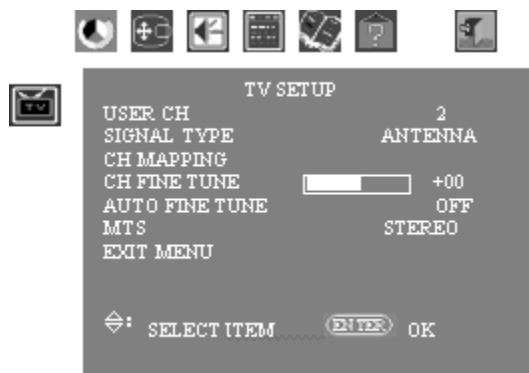 TV
TV SETUP
USER CH 2
SIGNAL TYPE ANTENNA
CH MAPPING
CH FINE TUNE +00
AUTO FINE TUNE OFF
MTS STEREO
EXIT MENU
: SELECT ITEM ENTER OK